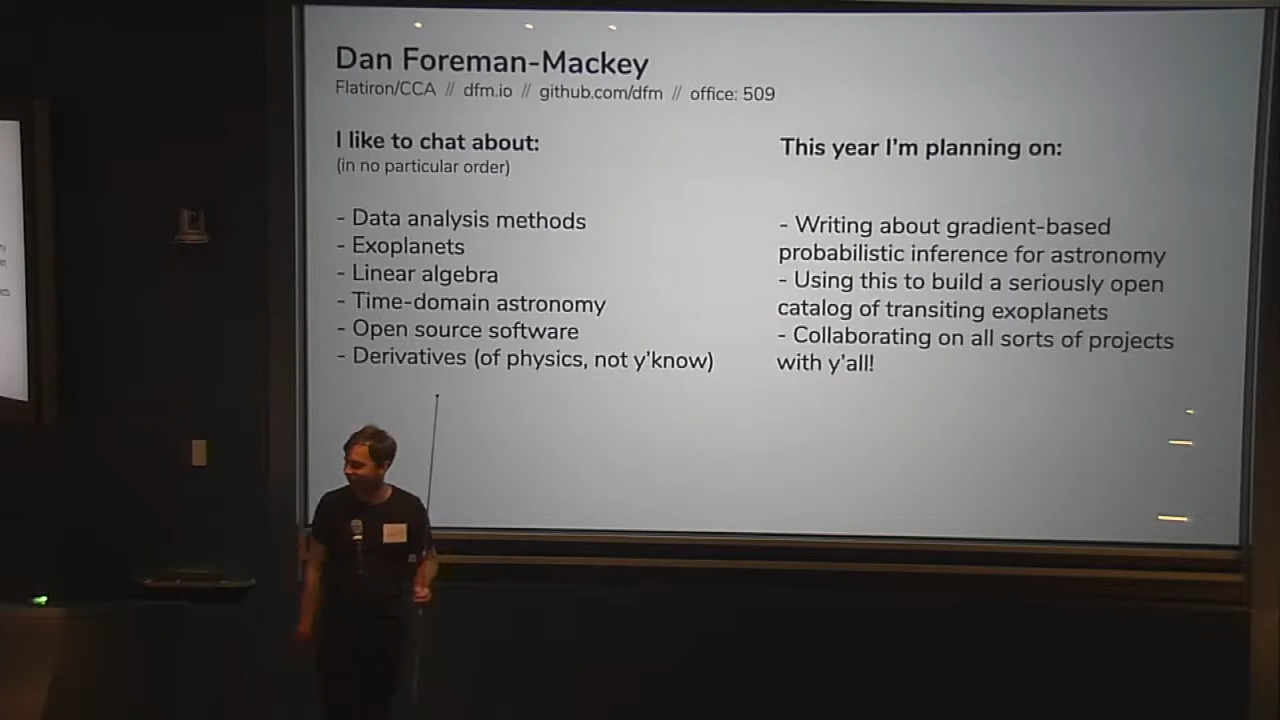 Dan Foreman-Mackey
Flatiron/CCA // dfm.io // github.com/dfm // office: 509
I like to chat about:
(in no particular order)
- Data analysis methods
- Exoplanets
- Linear algebra
- Time-domain astronomy
- Open source software
- Derivatives (of physics, not y'know)
This year I'm planning on:
- Writing about gradient-based
probabilistic inference for astronomy
- Using this to build a seriously open
catalog of transiting exoplanets
- Collaborating on all sorts of projects
with y'all!